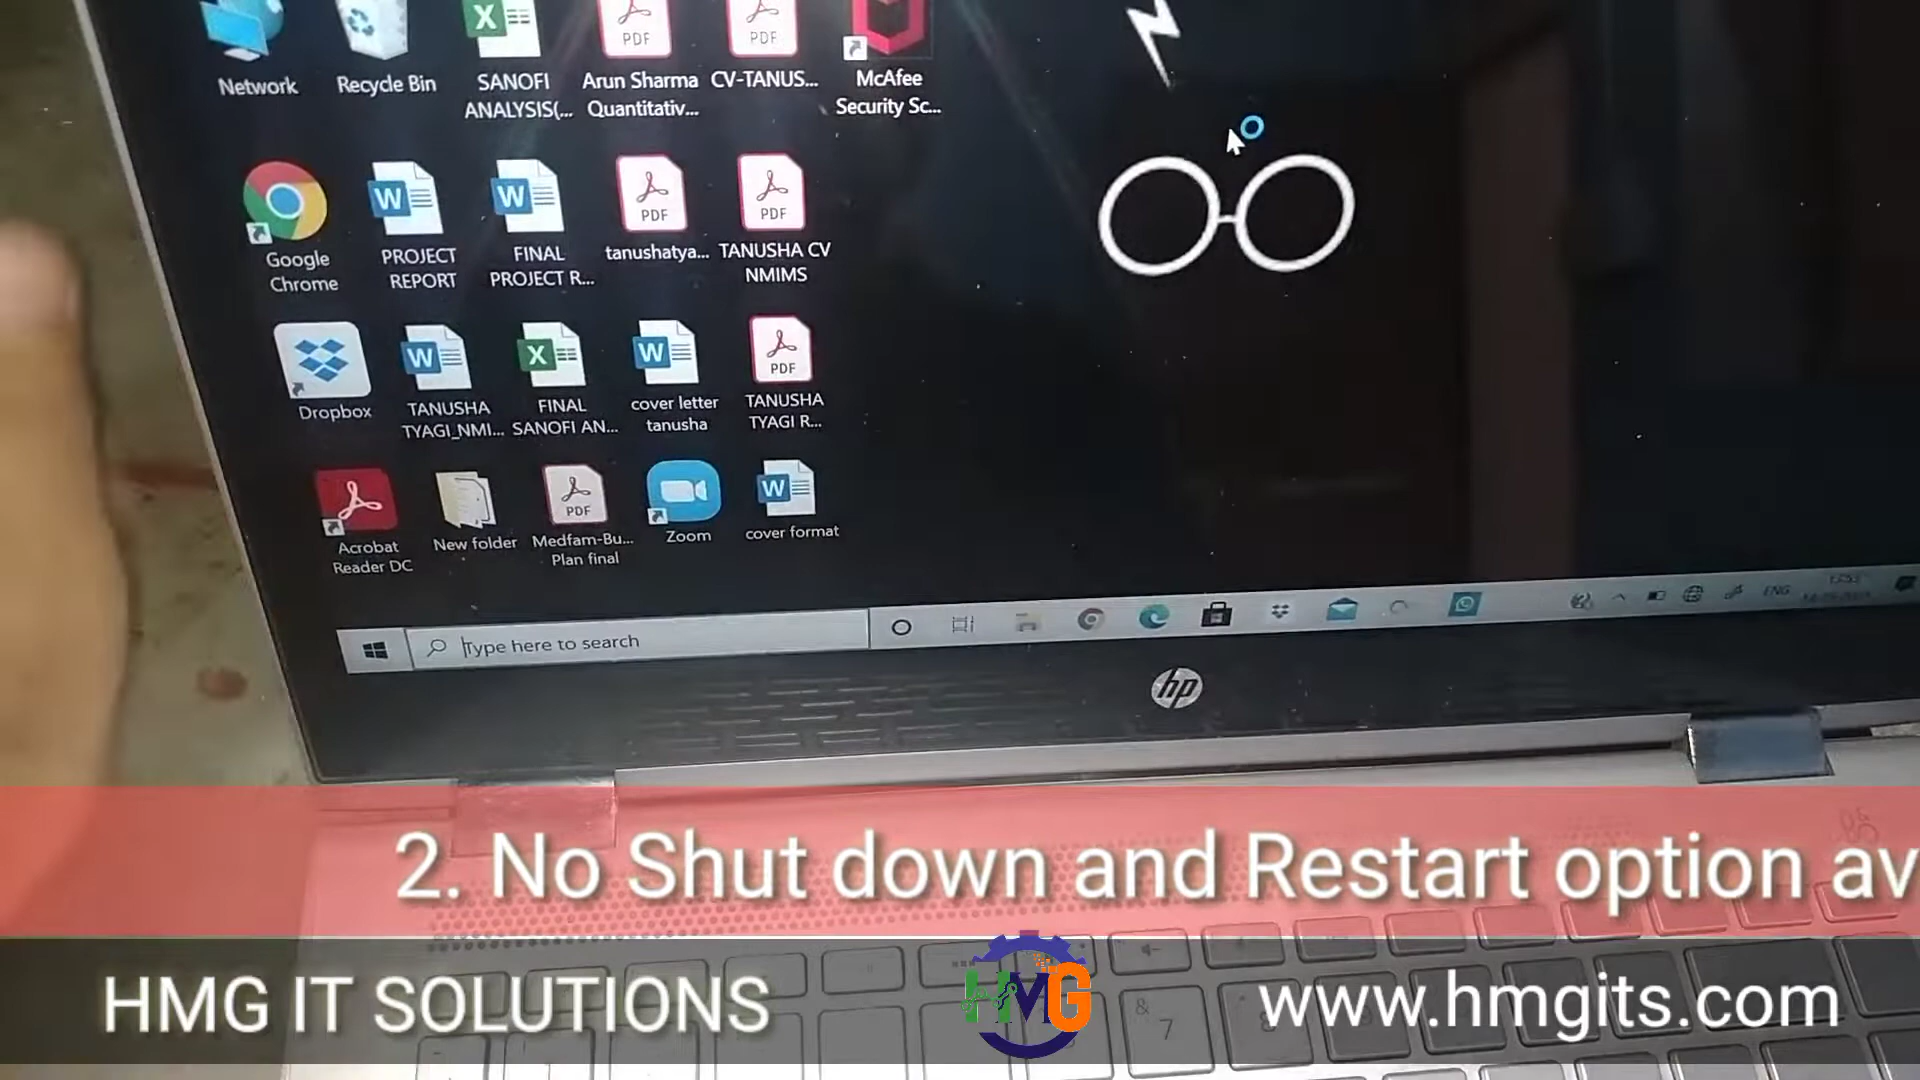 Network
Recycle Bin
SANOFI
ANALYSIS(...
PDF
Arun Sharma
Quantitativ...
PDF
CV-TANUS...
McAfee
Security Sc...
Google
Chrome
PROJECT
REPORT
FINAL
PROJECT R...
PDF
tanushatya...
PDF
TANUSHA CV
NMIMS
Dropbox
TANUSHA
TYAGI_NMI...
FINAL
SANOFI AN...
cover letter
tanusha
PDF
TANUSHA
TYAGI R...
Acrobat
Reader DC
New folder
PDF
Medfam-Bu...
Plan final
Zoom
cover format
Type here to search
ENG
hp
2. No Shut down and Restart option av
HMG IT SOLUTIONS
HMG
www.hmgits.com
&
7